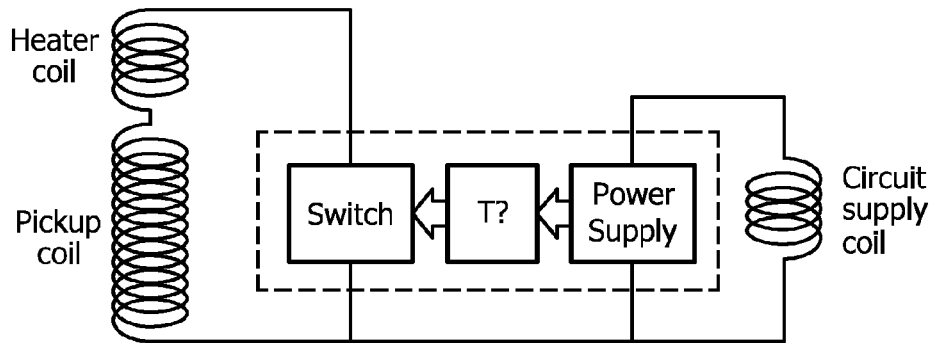 Heater
coil
Pickup
coil
Switch
T?
Power
Supply
Circuit
supply
coil